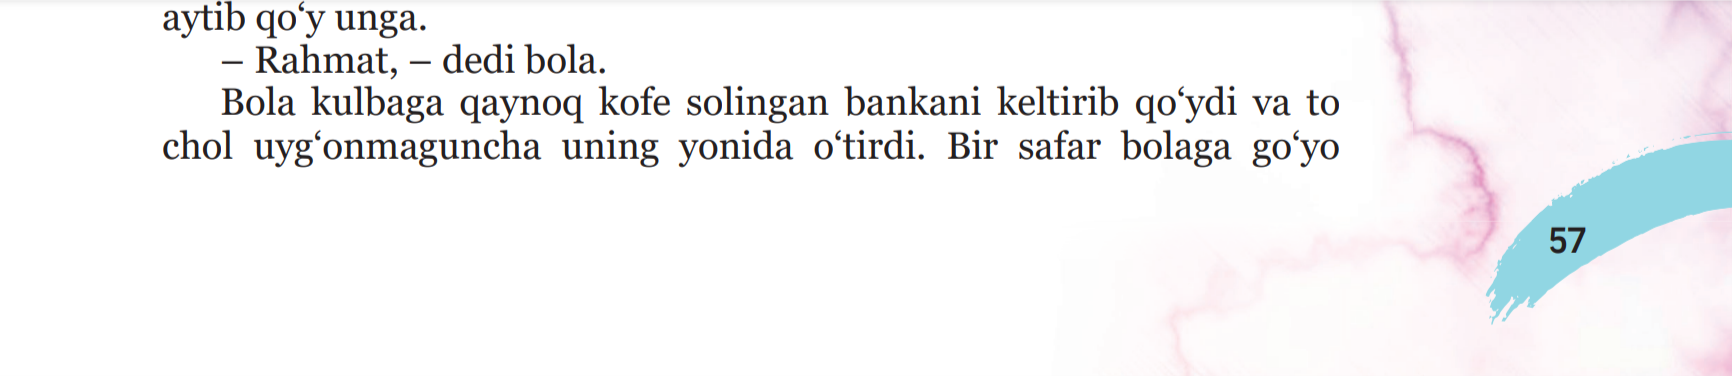 aytib qo‘y unga.
– Rahmat, – dedi bola.
Bola kulbaga qaynoq kofe solingan bankani keltirib qo‘ydi va to
chol uyg‘onmaguncha uning yonida o‘tirdi. Bir safar bolaga go‘yo
57